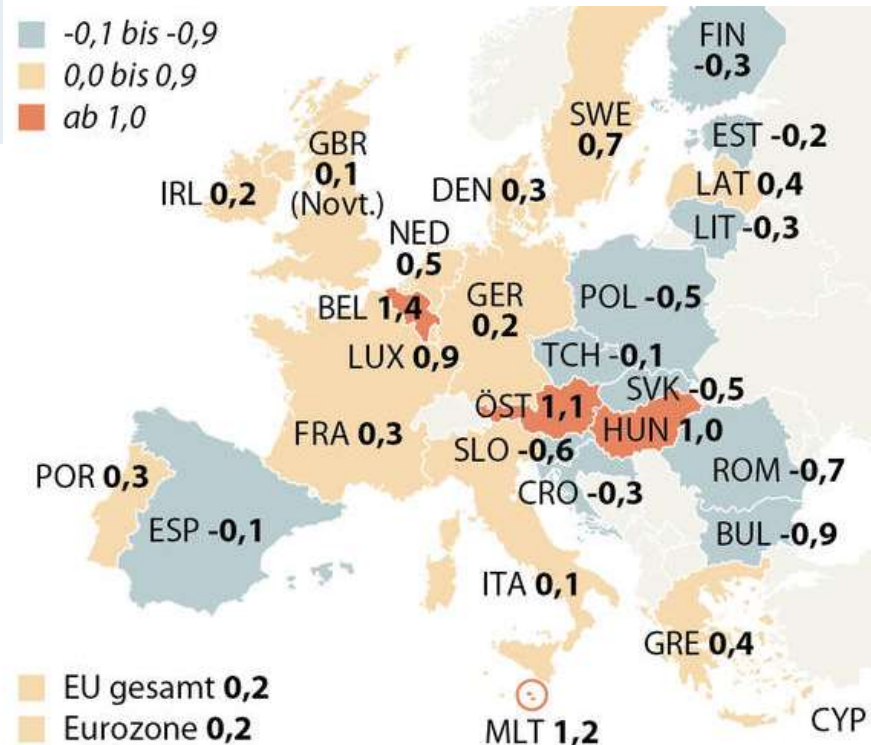 -0,1 bis -0,9
0,0 bis 0,9
ab 1,0
FIN
-0,3
SWE
0,7
EST -0,2
GBR
0,1
(Novt.)
IRL 0,2
DEN 0,3
LAT 0,4
LIT -0,3
NED
0,5
GER
0,2
POL -0,5
BEL 1,4
LUX 0,9
TCH -0,1
SVK -0,5
ÖST 1,1
HUN 1,0
FRA 0,3
SLO -0,6
ROM -0,7
POR 0,3
CRO -0,3
ESP -0,1
BUL -0,9
ITA 0,1
GRE 0,4
EU gesamt 0,2
Eurozone 0,2
MLT 1,2
CYP